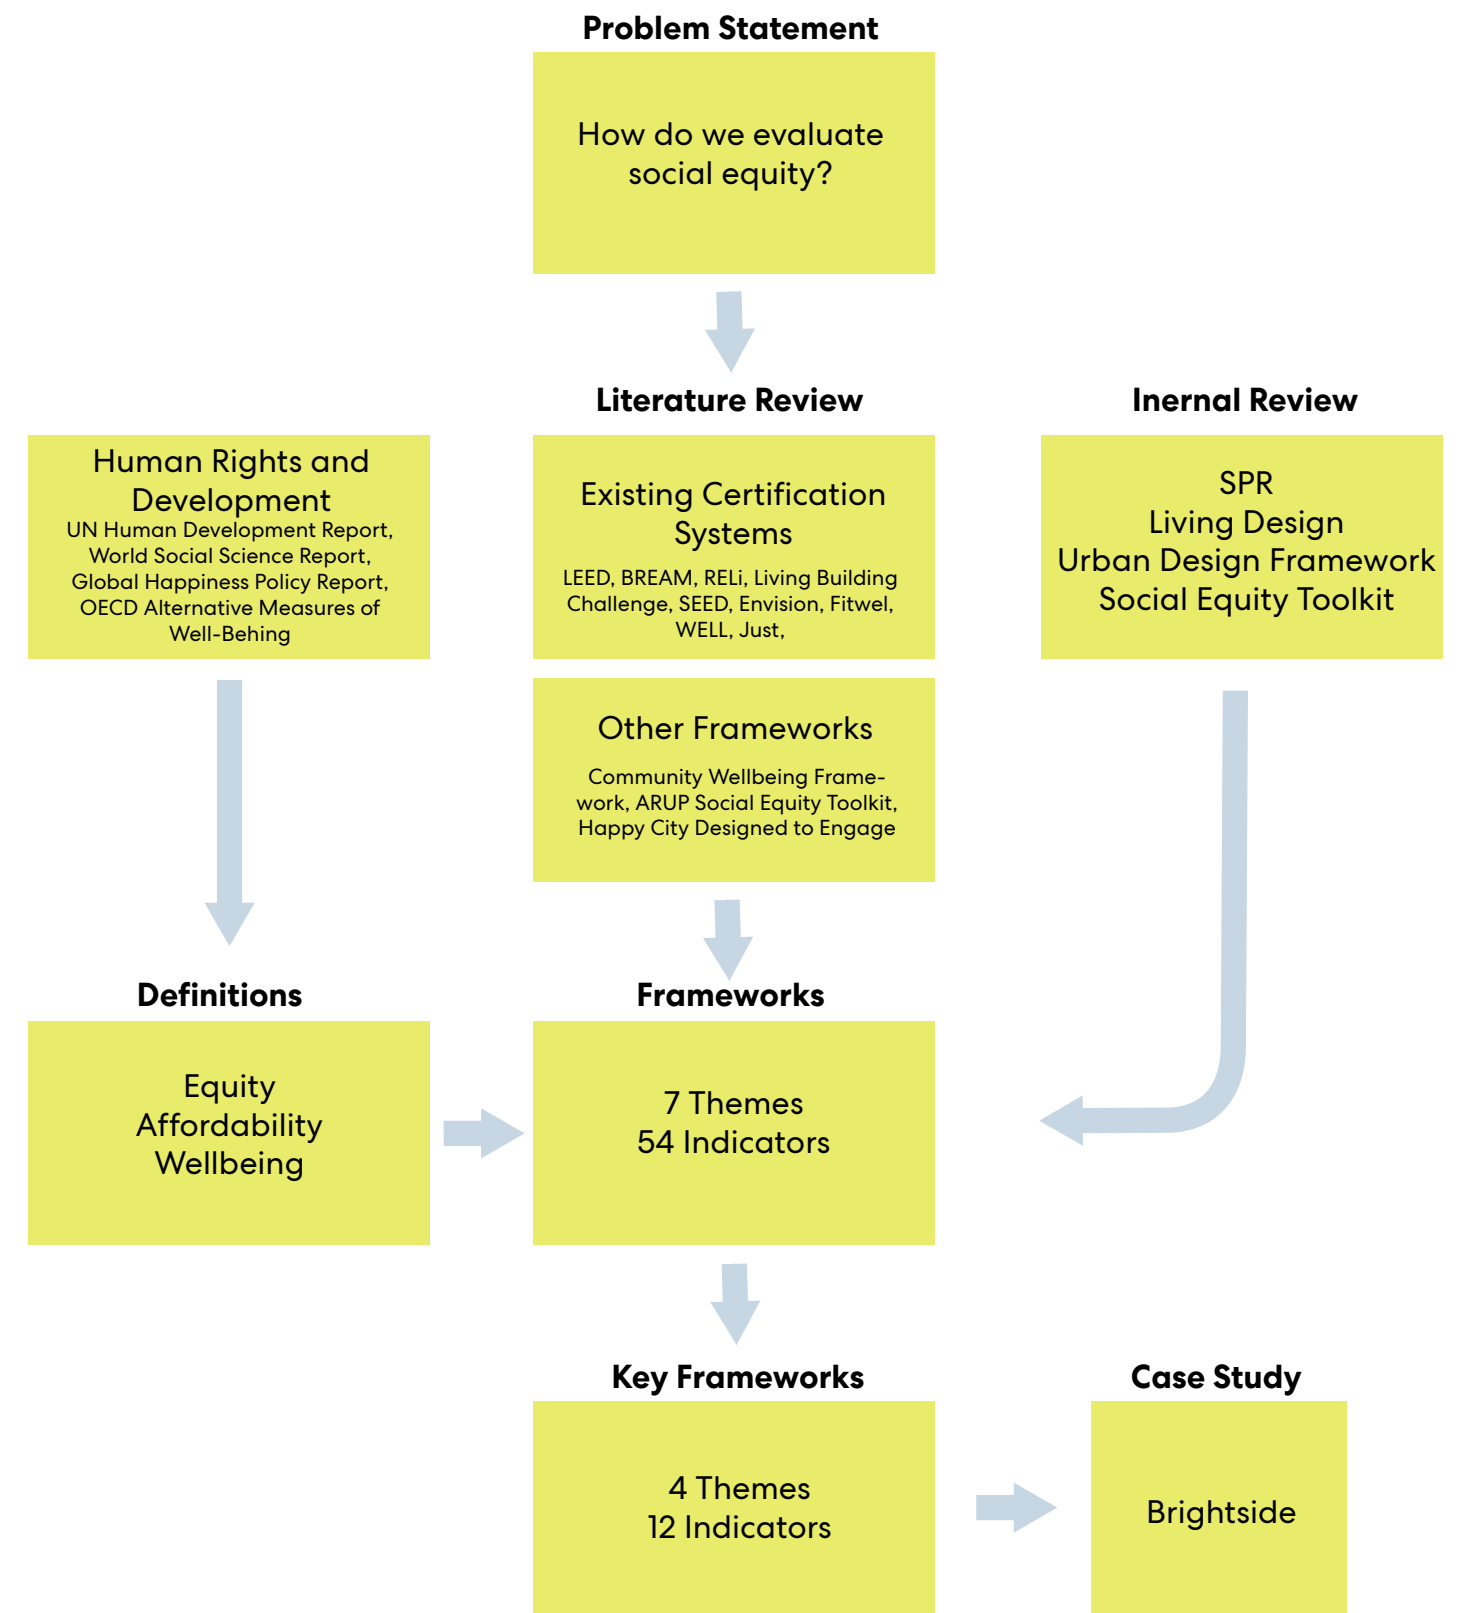 Problem Statement
How do we evaluate
social equity?
Literature Review
Inernal Review
Human Rights and
Development
UN Human Development Report,
World Social Science Report,
Global Happiness Policy Report,
OECD Alternative Measures of
Well-Behing
Existing Certification
Systems
LEED, BREAM, RELi, Living Building
Challenge, SEED, Envision, Fitwel,
WELL, Just,
SPR
Living Design
Urban Design Framework
Social Equity Toolkit
Other Frameworks
Community Wellbeing Frame-
work, ARUP Social Equity Toolkit,
Happy City Designed to Engage
Definitions
Frameworks
Equity
Affordability
Wellbeing
7 Themes
54 Indicators
Key Frameworks
Case Study
4 Themes
12 Indicators
Brightside